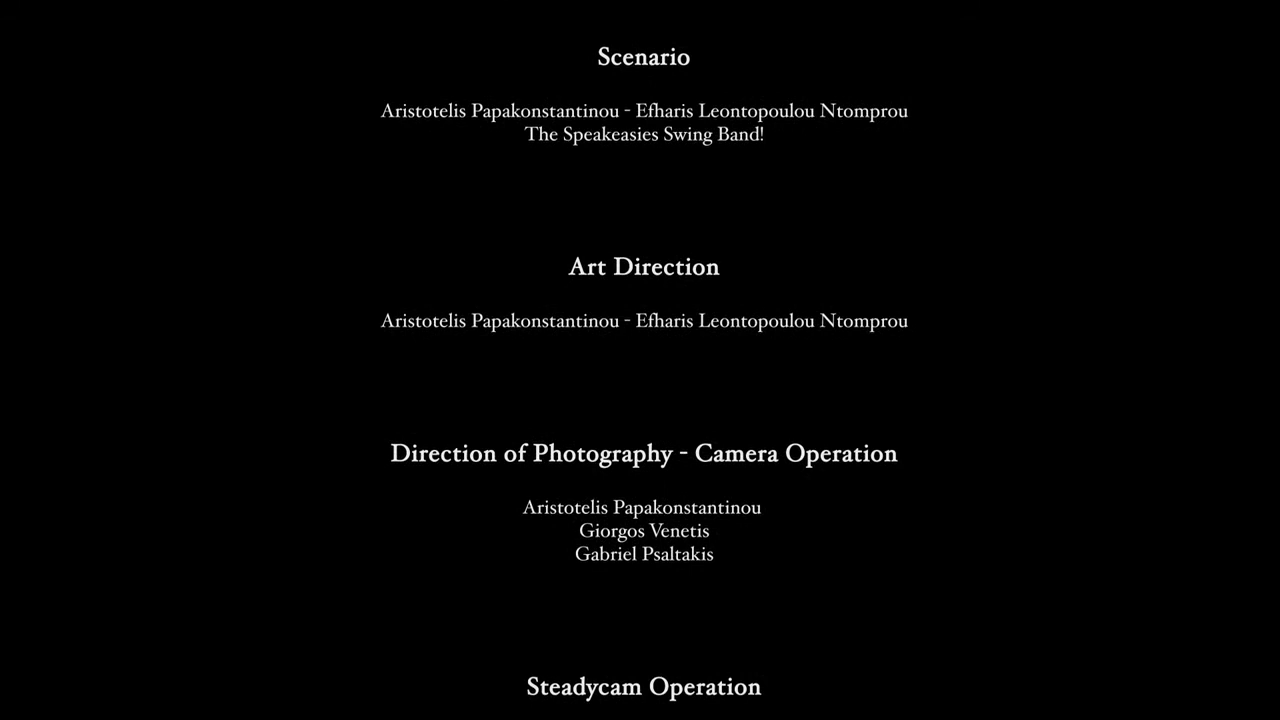 Scenario
Aristotelis Papakonstantinou - Efharis Leontopoulou Ntomprou
The Speakeasies Swing Band!
Art Direction
Aristotelis Papakonstantinou - Efharis Leontopoulou Ntomprou
Direction of Photography - Camera Operation
Aristotelis Papakonstantinou
Giorgos Venetis
Gabriel Psaltakis
Steadycam Operation